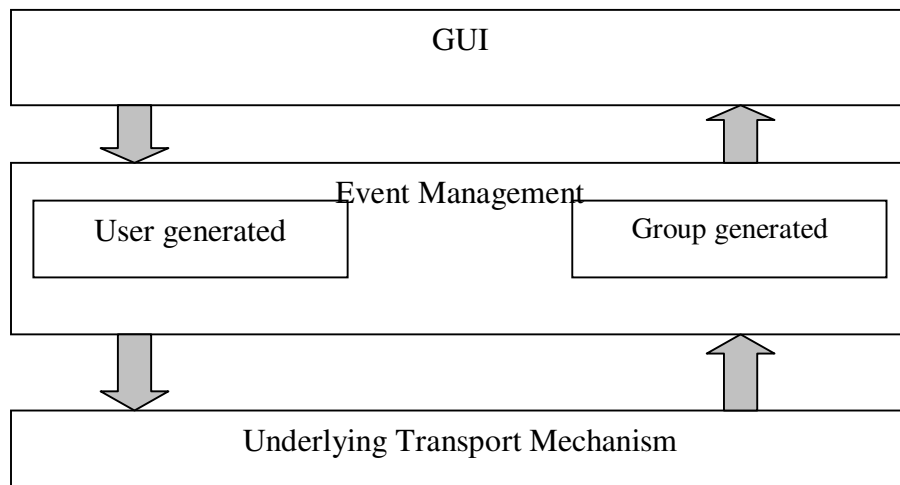 GUI
Event Management
User generated
Group generated
Underlying Transport Mechanism